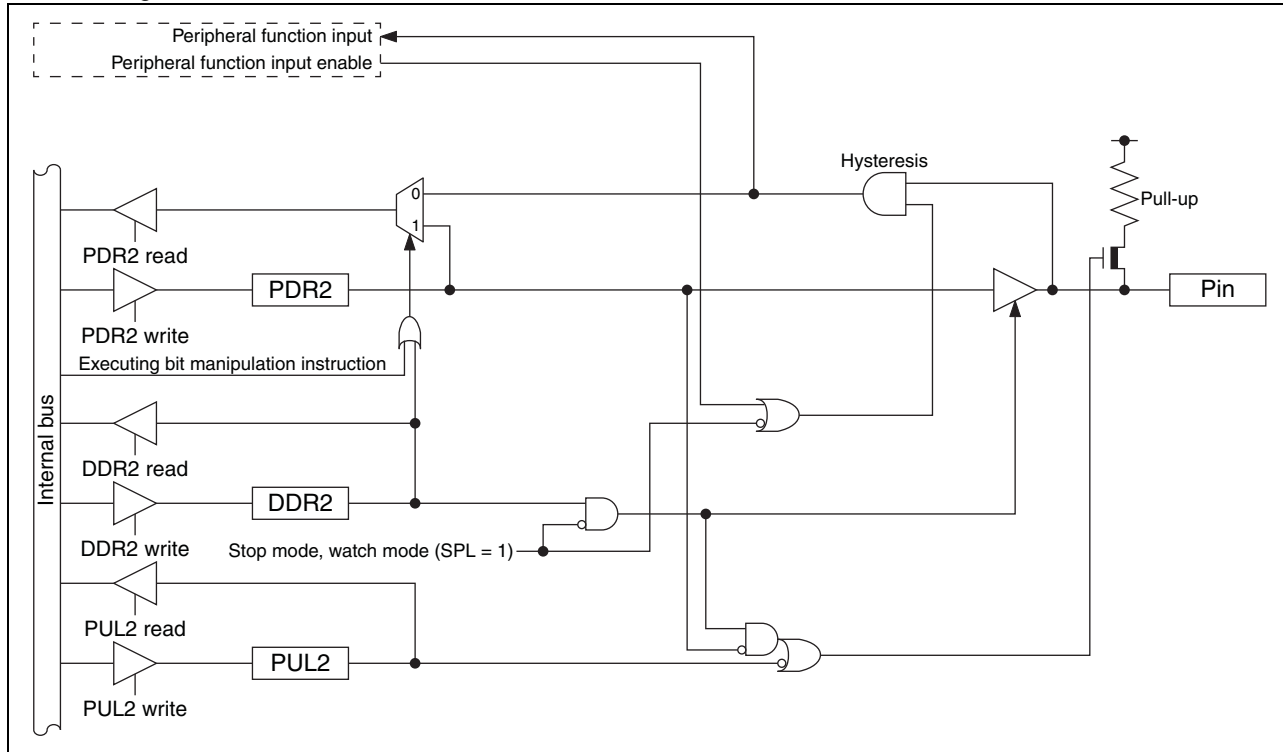 Peripheral function input
Peripheral function input enable
Hysteresis
Pull-up
0
1
PDR2 read
PDR2
Pin
PDR2 write
Executing bit manipulation instruction
Internal bus
DDR2 read
DDR2
DDR2 write
Stop mode, watch mode (SPL = 1)
PUL2 read
PUL2
PUL2 write